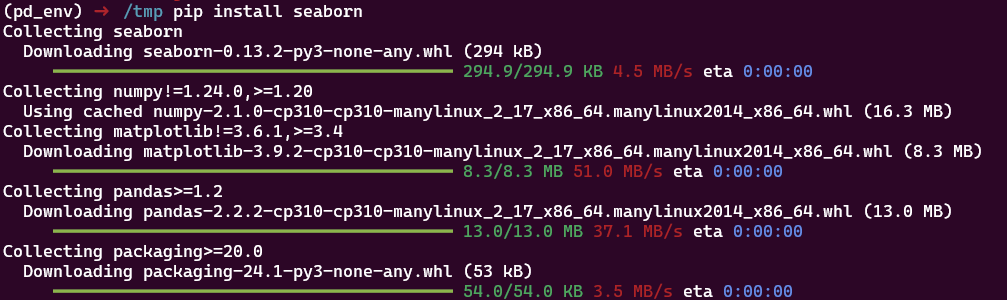 (pd_env) → /tmp pip install seaborn
Collecting seaborn
  Downloading seaborn-0.13.2-py3-none-any.whl (294 kB)
     294.9/294.9 KB 4.5 MB/s eta 0:00:00
Collecting numpy!=1.24.0,>=1.20
  Using cached numpy-2.1.0-cp310-cp310-manylinux_2_17_x86_64.manylinux2014_x86_64.whl (16.3 MB)
Collecting matplotlib!=3.6.1,>=3.4
  Downloading matplotlib-3.9.2-cp310-cp310-manylinux_2_17_x86_64.manylinux2014_x86_64.whl (8.3 MB)
     8.3/8.3 MB 51.0 MB/s eta 0:00:00
Collecting pandas>=1.2
  Downloading pandas-2.2.2-cp310-cp310-manylinux_2_17_x86_64.manylinux2014_x86_64.whl (13.0 MB)
     13.0/13.0 MB 37.1 MB/s eta 0:00:00
Collecting packaging>=20.0
  Downloading packaging-24.1-py3-none-any.whl (53 kB)
     54.0/54.0 KB 3.5 MB/s eta 0:00:00